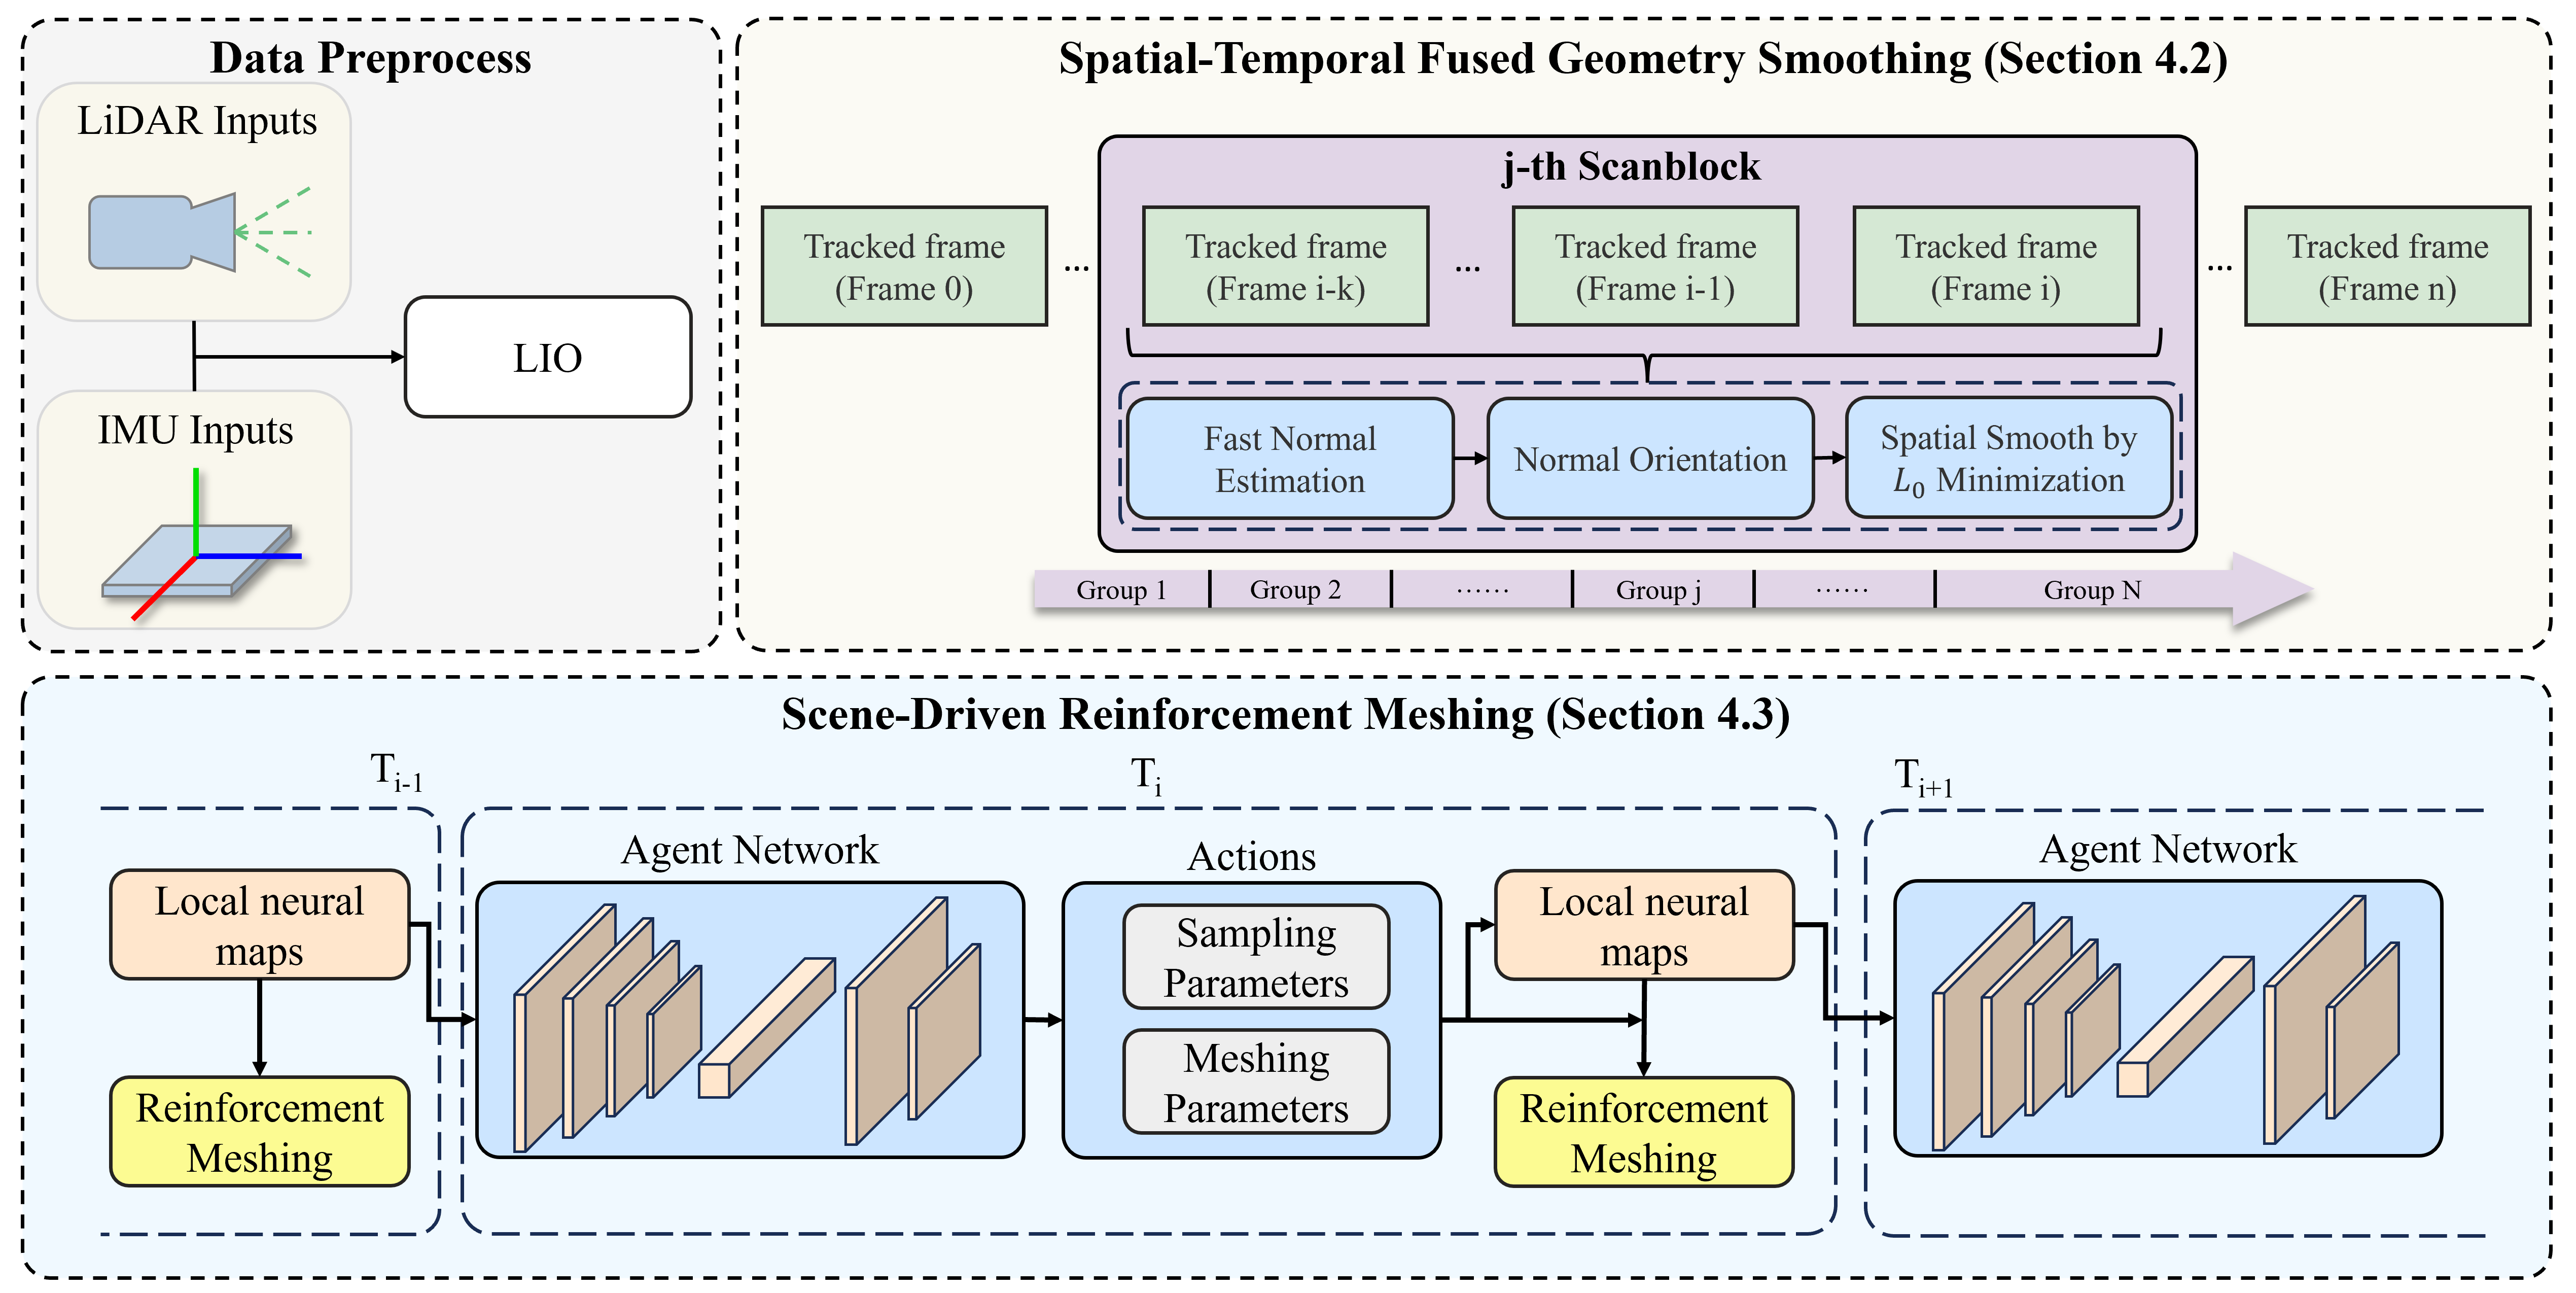 Data Preprocess
LiDAR Inputs
LIO
IMU Inputs
Spatial-Temporal Fused Geometry Smoothing (Section 4.2)
j-th Scanblock
Tracked frame
(Frame 0)
...
Tracked frame
(Frame i-k)
...
Tracked frame
(Frame i-1)
Tracked frame
(Frame i)
...
Tracked frame
(Frame n)
Fast Normal
Estimation
Normal Orientation
Spatial Smooth by
L₀ Minimization
Group 1
Group 2
......
Group j
......
Group N
Scene-Driven Reinforcement Meshing (Section 4.3)
T_{i-1}
Local neural
maps
Reinforcement
Meshing
T_i
Agent Network
Actions
Sampling
Parameters
Meshing
Parameters
Local neural
maps
Reinforcement
Meshing
T_{i+1}
Agent Network